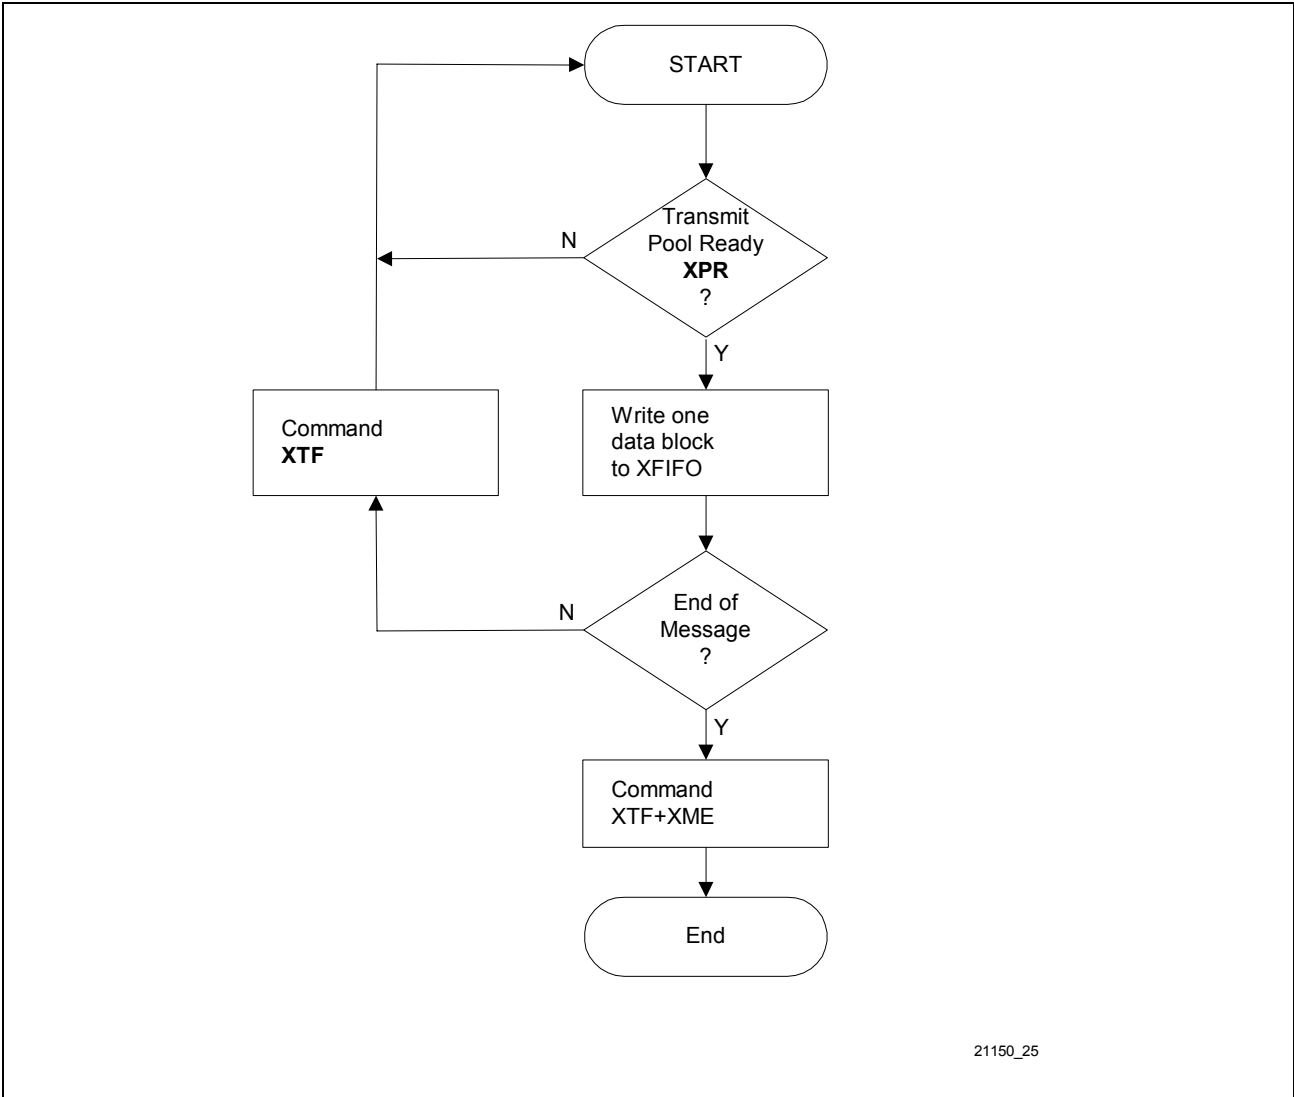 START
Transmit
Pool Ready
XPR
?
N
Y
Command
XTF
Write one
data block
to XFIFO
End of
Message
?
N
Y
Command
XTF+XME
End
21150_25